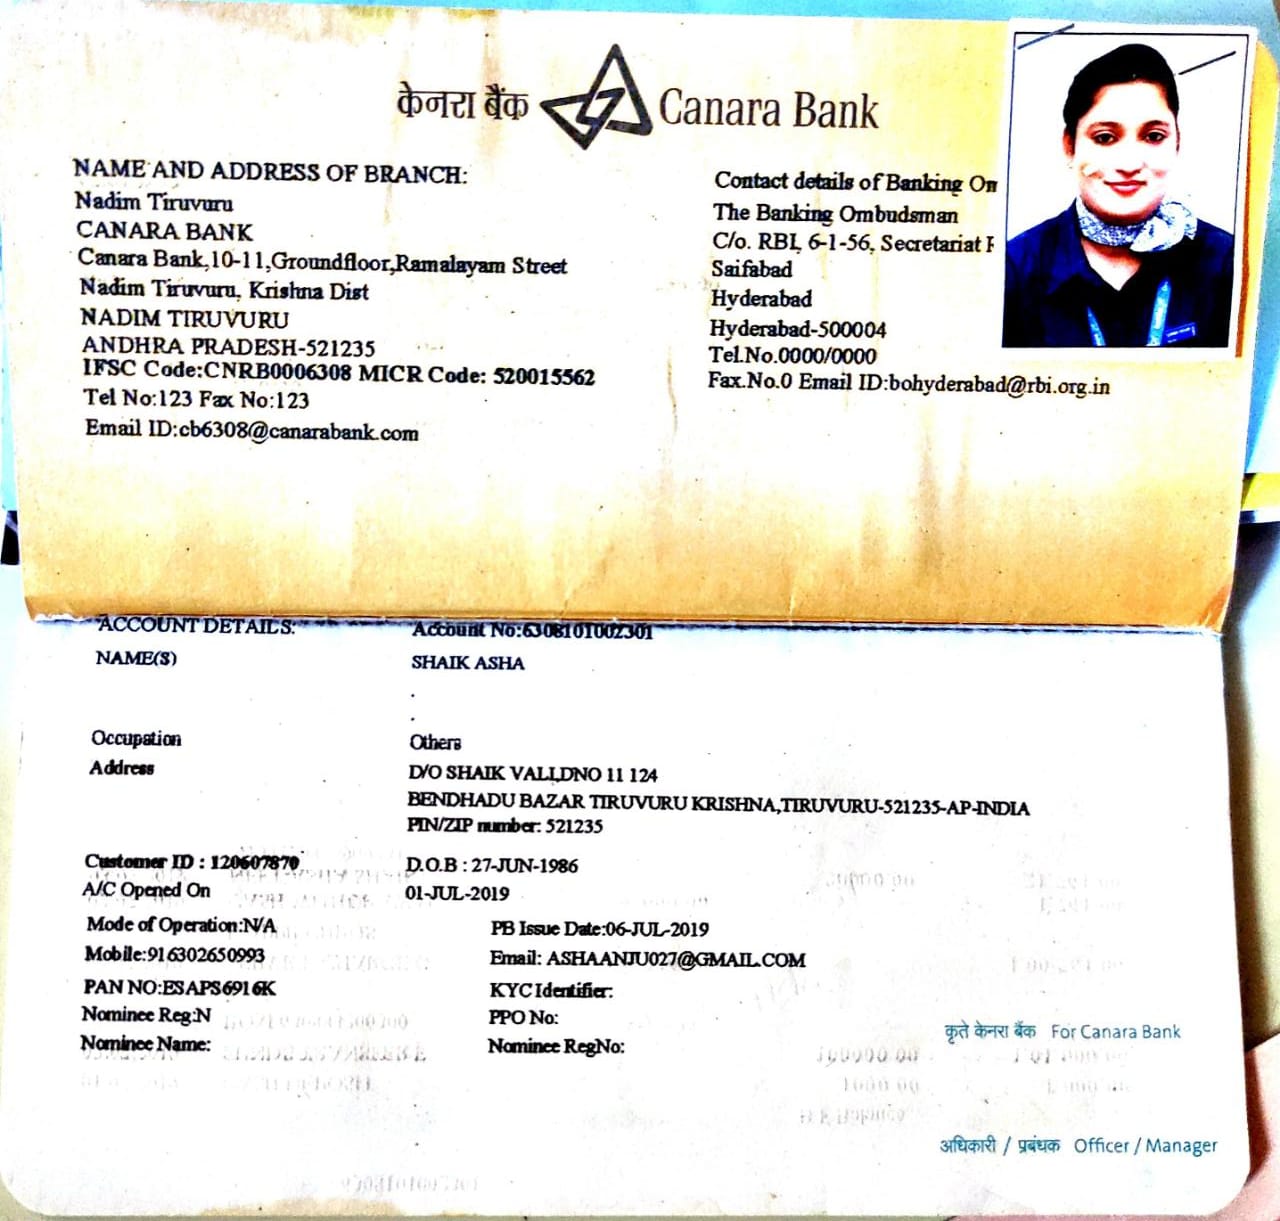 केनरा बैंक Canara Bank
NAME AND ADDRESS OF BRANCH:
Nadim Tiruvuru
CANARA BANK
Canara Bank,10-11,Groundfloor,Ramalayam Street
Nadim Tiruvuru, Krishna Dist
NADIM TIRUVURU
ANDHRA PRADESH-521235
IFSC Code:CNRB0006308 MICR Code: 520015562
Tel No:123 Fax No:123
Email ID:cb6308@canarabank.com
Contact details of Banking Om
The Banking Ombudsman
C/o. RBI, 6-1-56, Secretariat
Saifabad
Hyderabad
Hyderabad-500004
Tel.No.0000/0000
Fax.No.0 Email ID:bohyderabad@rbi.org.in
ACCOUNT DETAILS: Account No:6308101002301
NAME(S) SHAIK ASHA
.
.
Occupation Others
Address D/O SHAIK VALI,DNO 11 124
BENDHADU BAZAR TIRUVURU KRISHNA,TIRUVURU-521235-AP-INDIA
PIN/ZIP number: 521235
Customer ID : 120607870 D.O.B : 27-JUN-1986
A/C Opened On 01-JUL-2019
Mode of Operation:N/A PB Issue Date:06-JUL-2019
Mobile:916302650993 Email: ASHAANJU027@GMAIL.COM
PAN NO:ESAPS6916K KYC Identifier:
Nominee Reg:N PPO No:
Nominee Name: Nominee RegNo:
कृते केनरा बैंक For Canara Bank
अधिकारी / प्रबंधक Officer / Manager